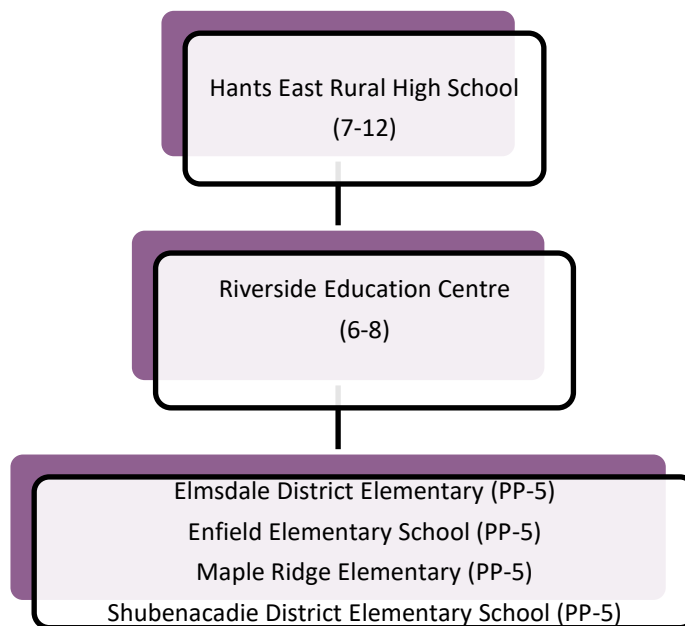 Hants East Rural High School
(7-12)
Riverside Education Centre
(6-8)
Elmsdale District Elementary (PP-5)
Enfield Elementary School (PP-5)
Maple Ridge Elementary (PP-5)
Shubenacadie District Elementary School (PP-5)